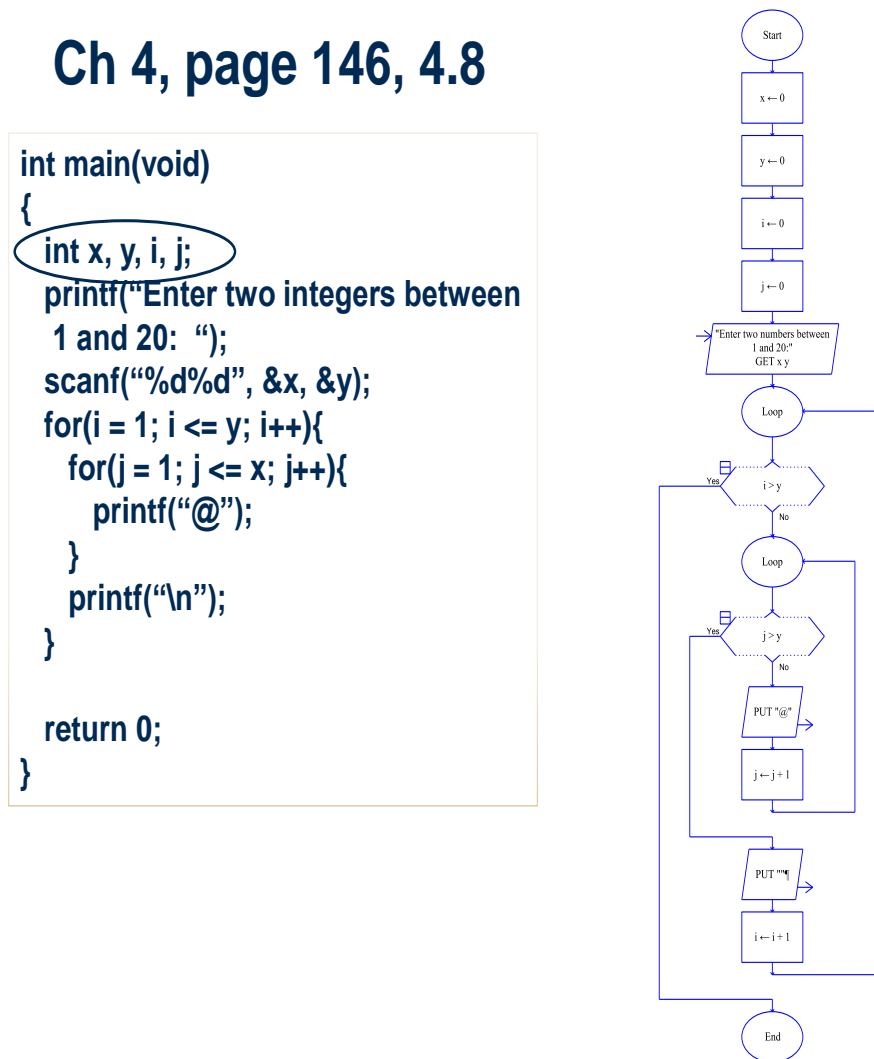 Ch 4, page 146, 4.8
int main(void)
{
int x, y, i, j;
printf(“Enter two integers between
1 and 20:  “);
scanf(“%d%d”, &x, &y);
for(i = 1; i <= y; i++){
for(j = 1; j <= x; j++){
printf(“@”);
}
printf(“\n”);
}
return 0;
}
Start
x ← 0
y ← 0
i ← 0
j ← 0
"Enter two numbers between
1 and 20:"
GET x y
Loop
i > y
Yes
No
Loop
j > y
Yes
No
PUT "@"
j ← j + 1
PUT ""¶
i ← i + 1
End